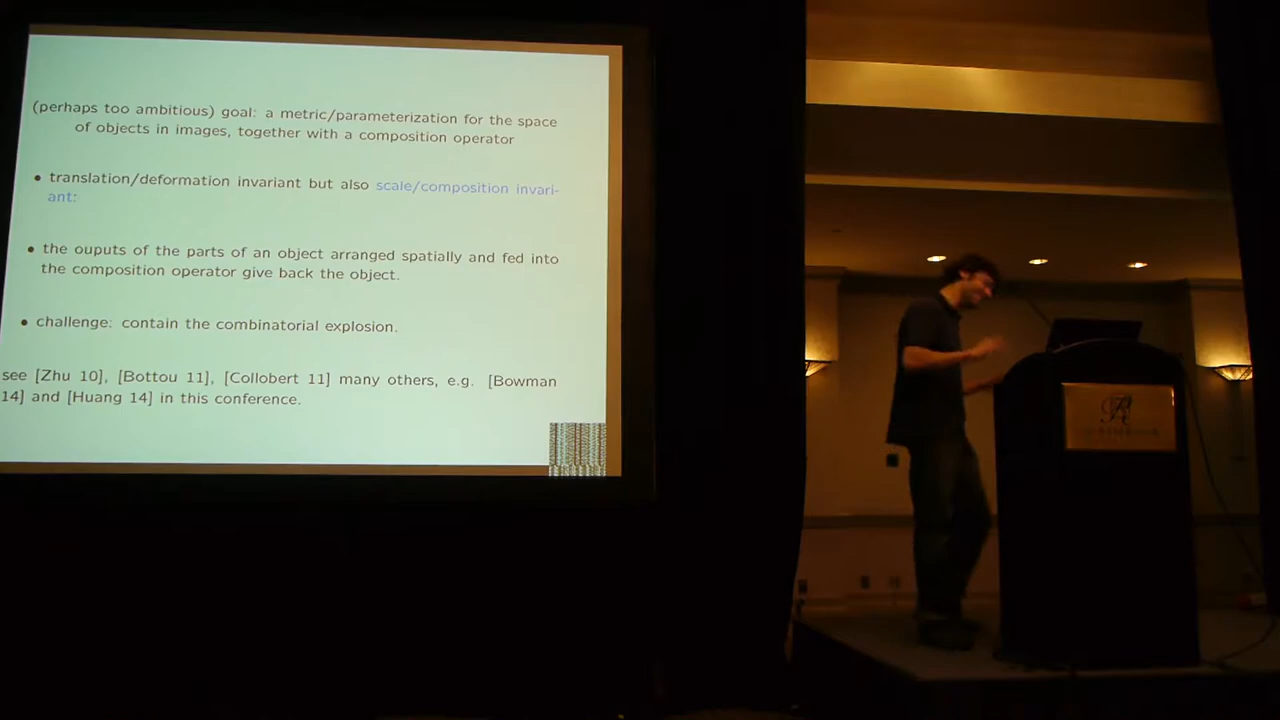 (perhaps too ambitious) goal: a metric/parameterization for the space
of objects in images, together with a composition operator
• translation/deformation invariant but also scale/composition invari-
ant:
• the ouputs of the parts of an object arranged spatially and fed into
the composition operator give back the object.
• challenge: contain the combinatorial explosion.
see [Zhu 10], [Bottou 11], [Collobert 11] many others, e.g. [Bowman
14] and [Huang 14] in this conference.